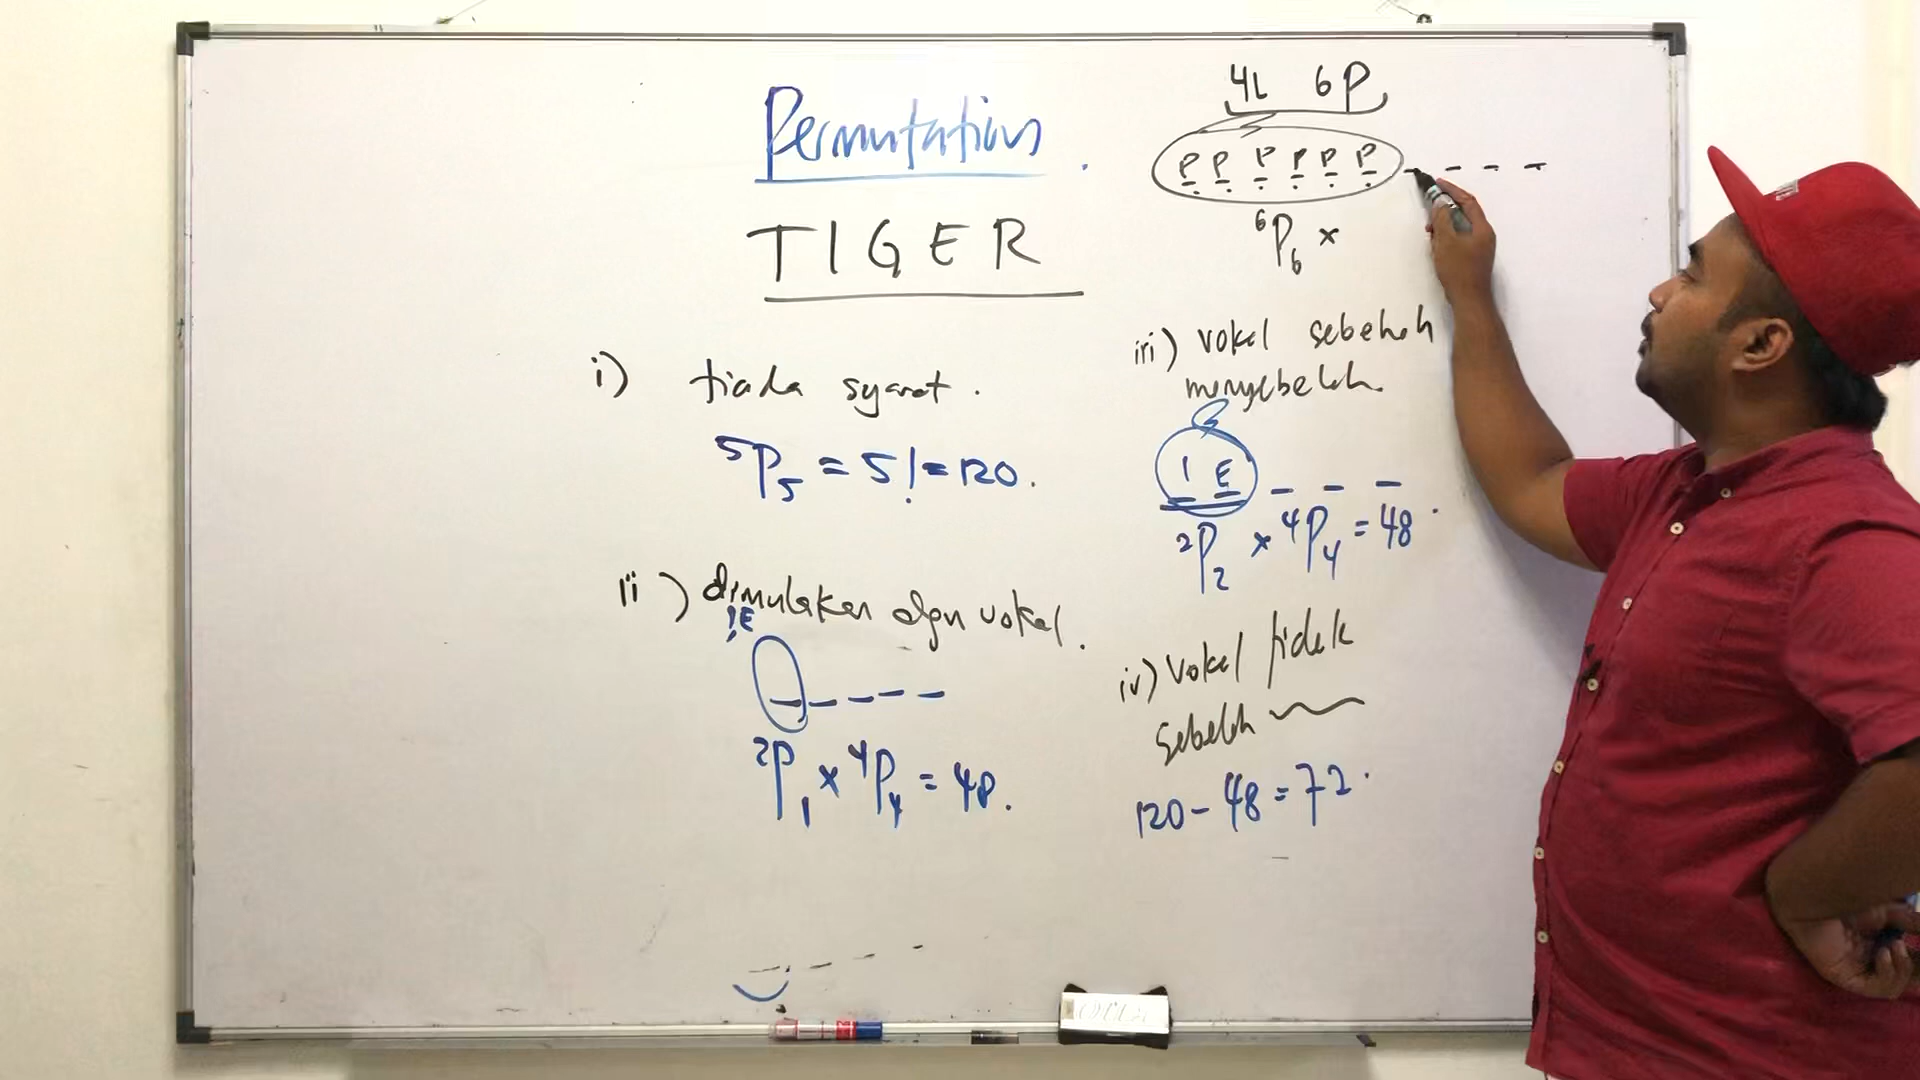 Permutations
TIGER
i) tiada syarat.
⁵P₅ = 5! = 120.
ii) dimulakan dgn vokal.
I, E
²P₁ × ⁴P₄ = 48.
4L 6P
P P P P P P
⁶P₆ ×
iii) vokal sebelah
menyebelah.
I E
²P₂ × ⁴P₄ = 48.
iv) Vokal tidak
sebelah
120 - 48 = 72.